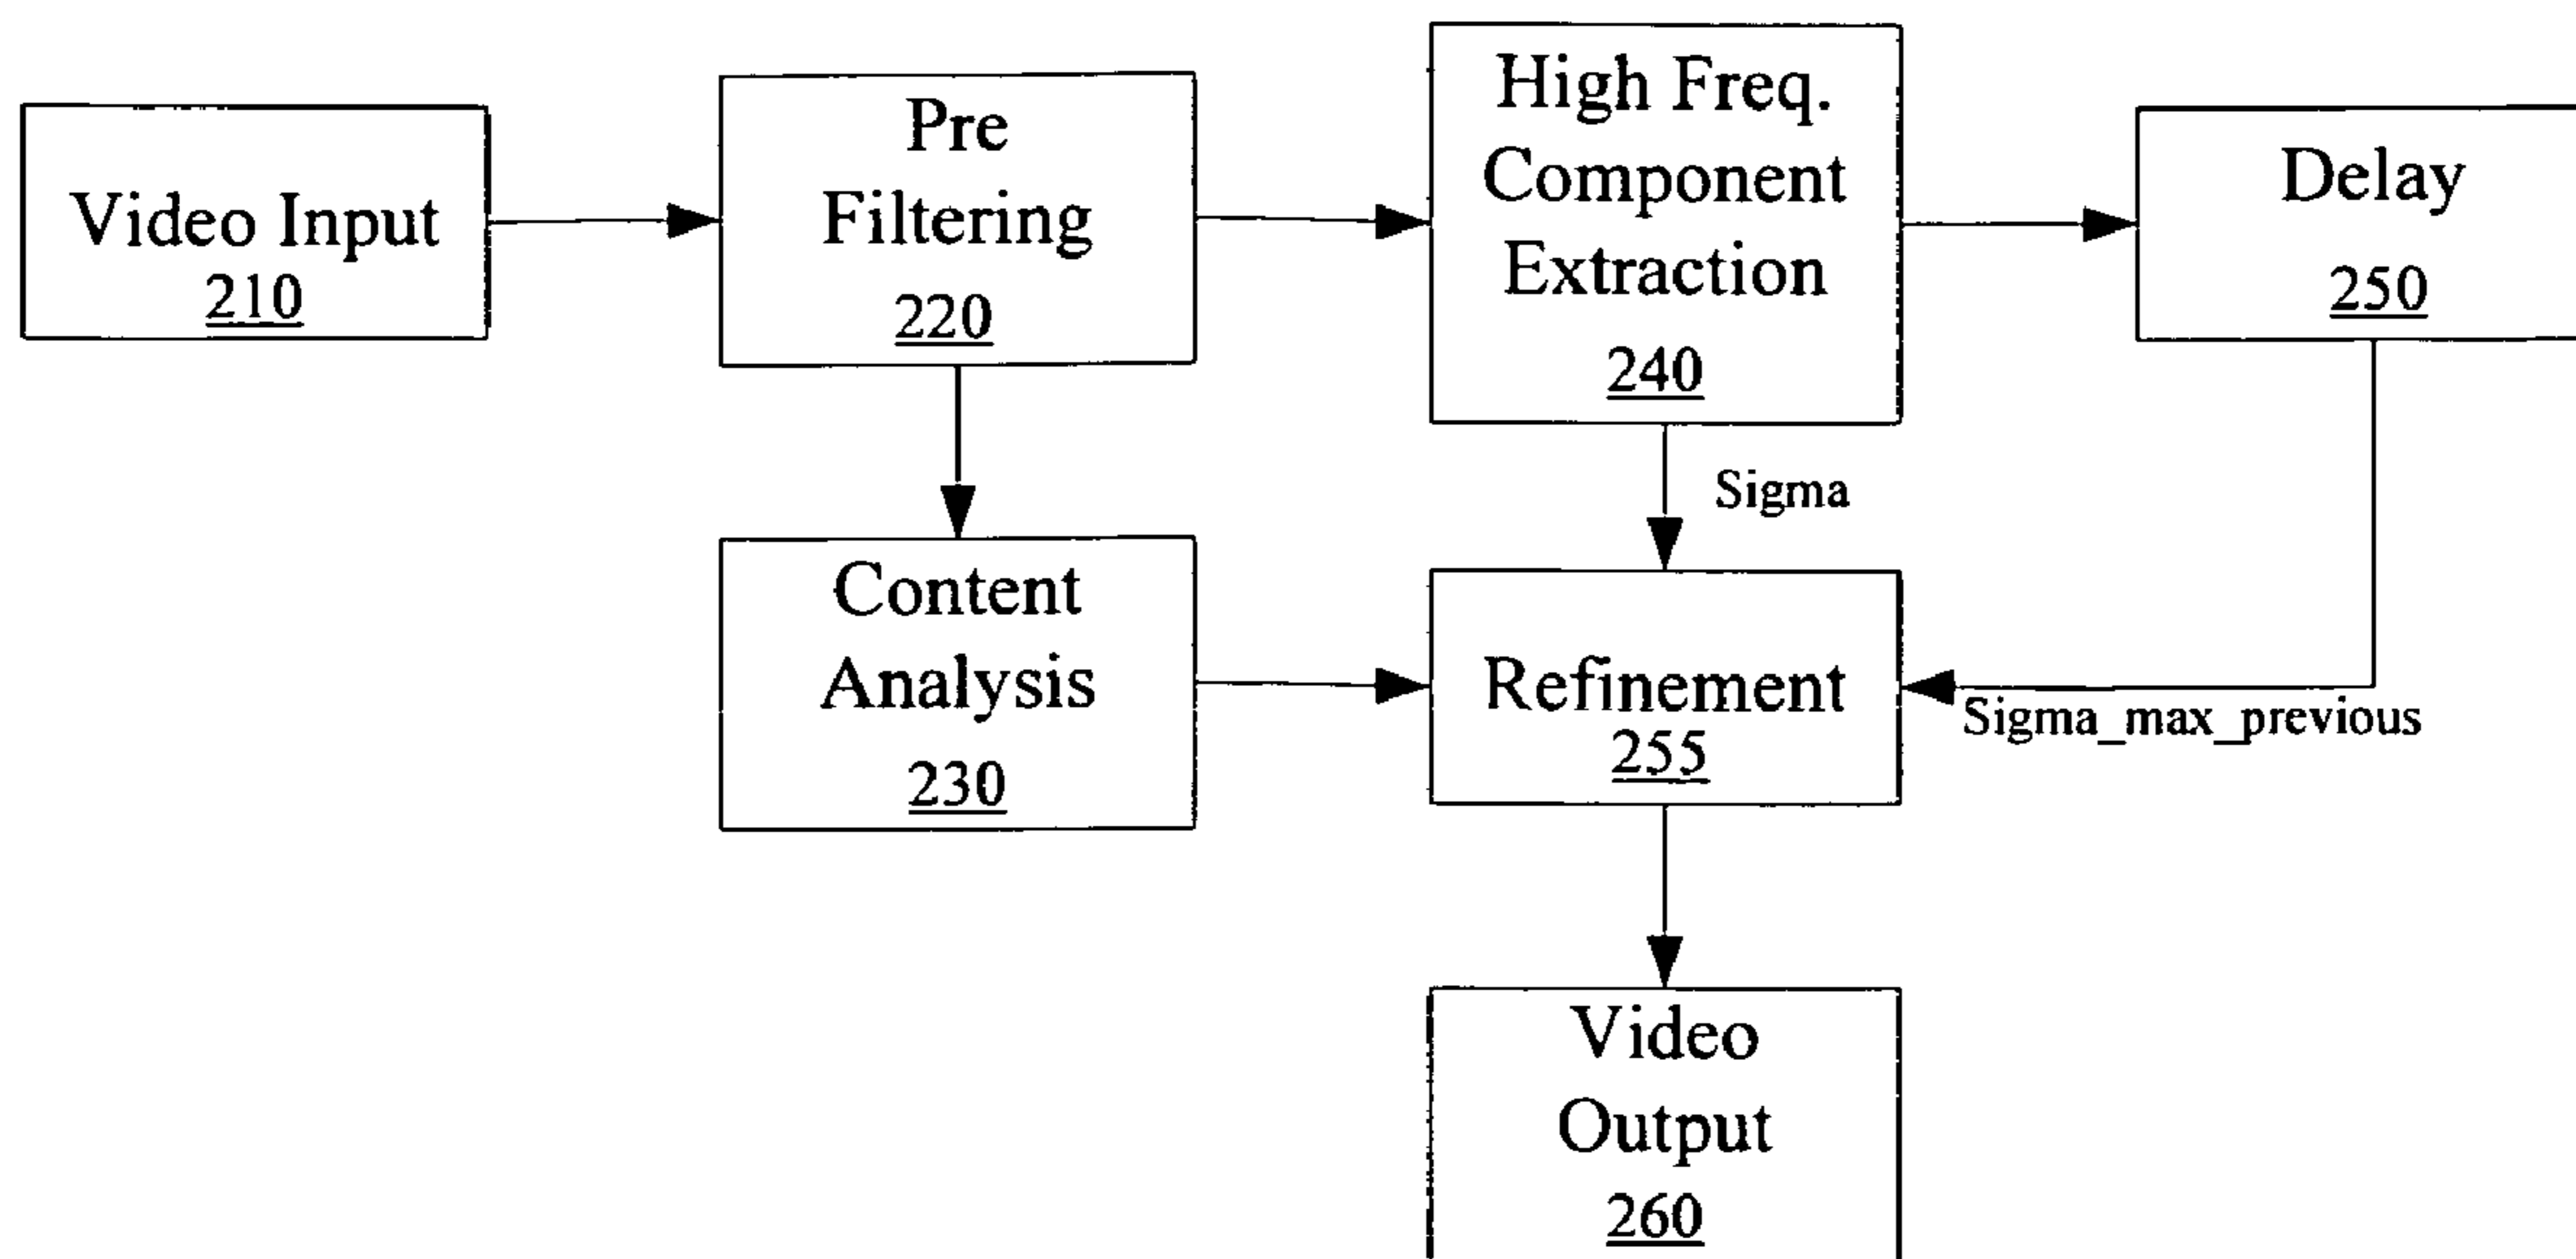 Video Input
210
Pre
Filtering
220
High Freq.
Component
Extraction
240
Delay
250
Sigma
Content
Analysis
230
Refinement
255
Sigma_max_previous
Video
Output
260